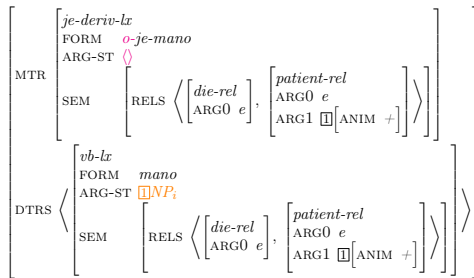 je-deriv-lx
FORM o-je-mano
ARG-ST ⟨⟩
MTR
SEM RELS ⟨[die-rel ARG0 e], [patient-rel ARG0 e ARG1 1[ANIM +]]⟩
vb-lx
FORM mano
ARG-ST 1NPi
DTRS
SEM RELS ⟨[die-rel ARG0 e], [patient-rel ARG0 e ARG1 1[ANIM +]]⟩